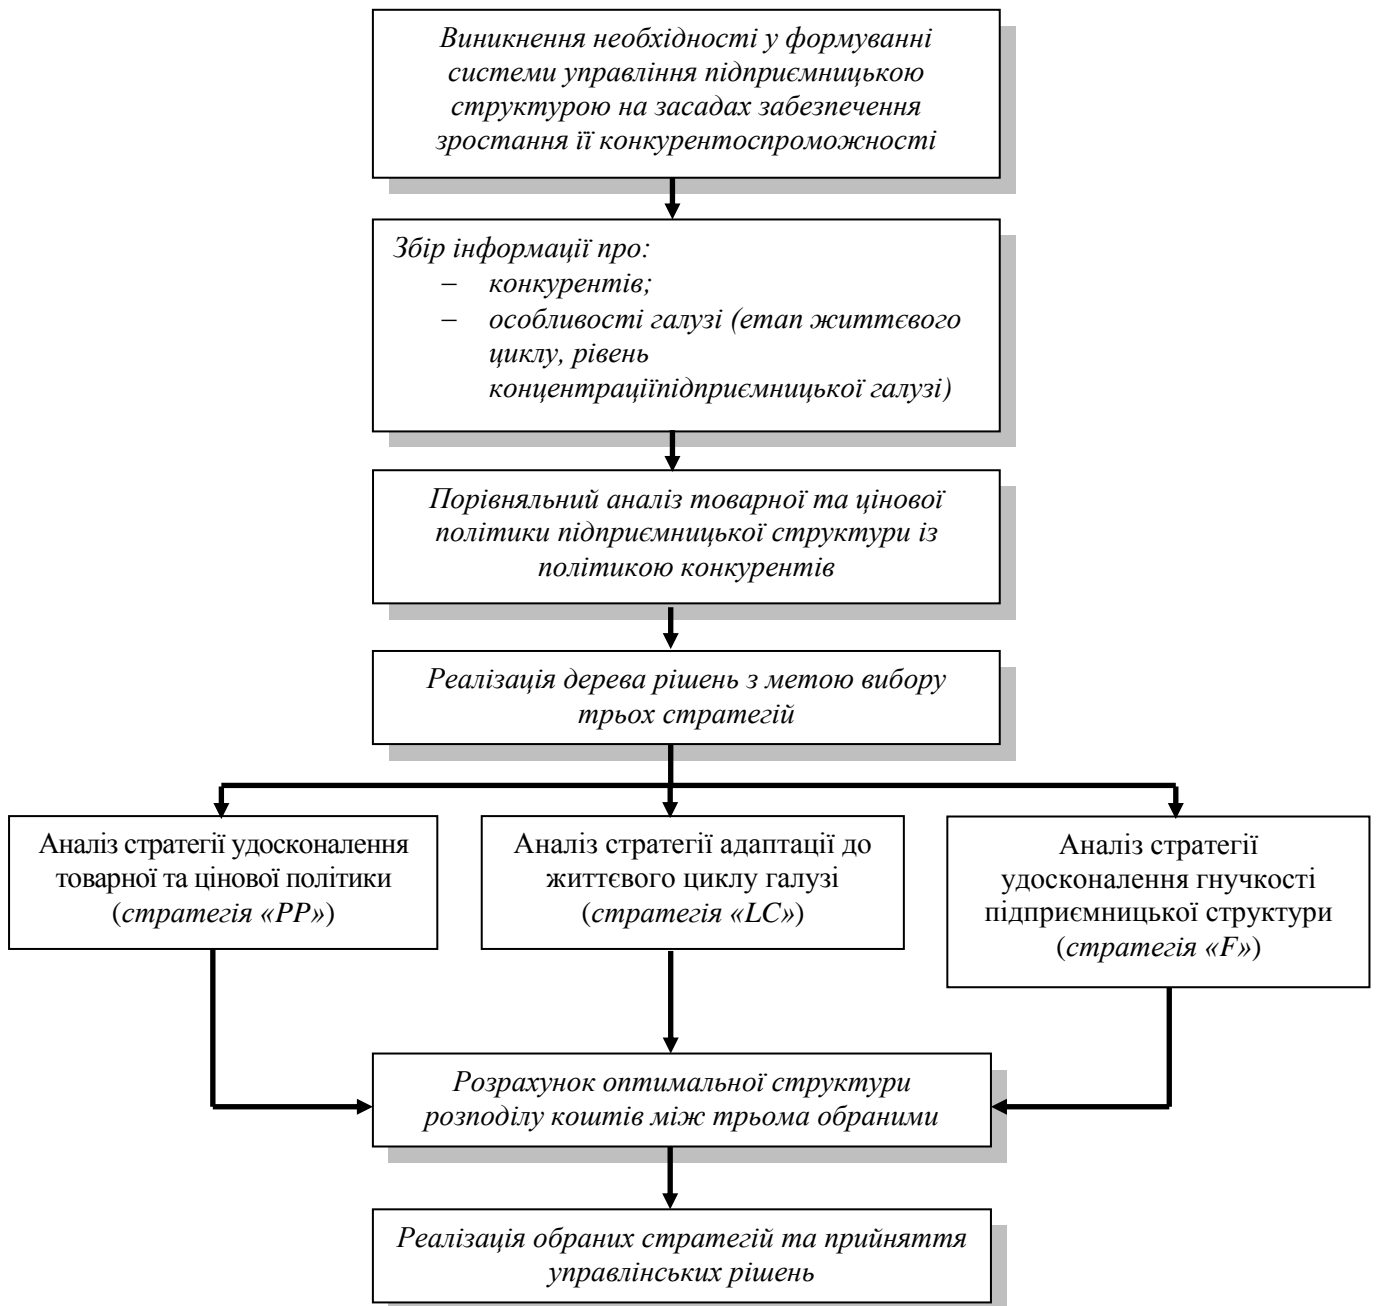 Виникнення необхідності у формуванні
системи управління підприємницькою
структурою на засадах забезпечення
зростання її конкурентоспроможності
Збір інформації про:
– конкурентів;
– особливості галузі (етап життєвого
циклу, рівень
концентраціїпідприємницької галузі)
Порівняльний аналіз товарної та цінової
політики підприємницької структури із
політикою конкурентів
Реалізація дерева рішень з метою вибору
трьох стратегій
Аналіз стратегії удосконалення
товарної та цінової політики
(стратегія «PP»)
Аналіз стратегії адаптації до
життєвого циклу галузі
(стратегія «LC»)
Аналіз стратегії
удосконалення гнучкості
підприємницької структури
(стратегія «F»)
Розрахунок оптимальної структури
розподілу коштів між трьома обраними
Реалізація обраних стратегій та прийняття
управлінських рішень